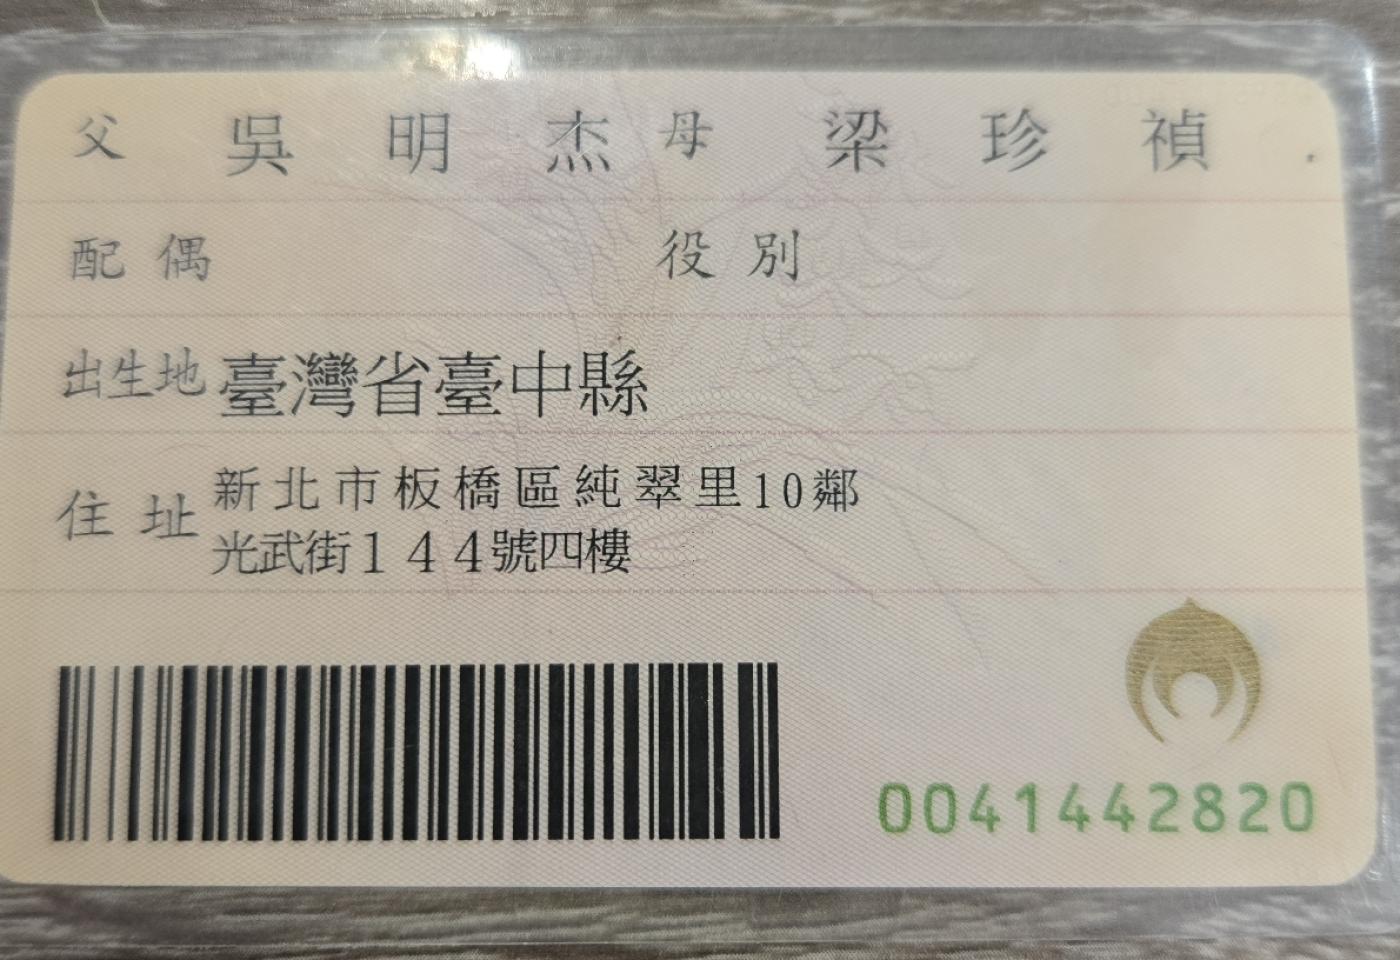 父 吳明杰 母 梁珍禎
配偶 役別
出生地 臺灣省臺中縣
住址 新北市板橋區純翠里10鄰
光武街144號四樓
0041442820